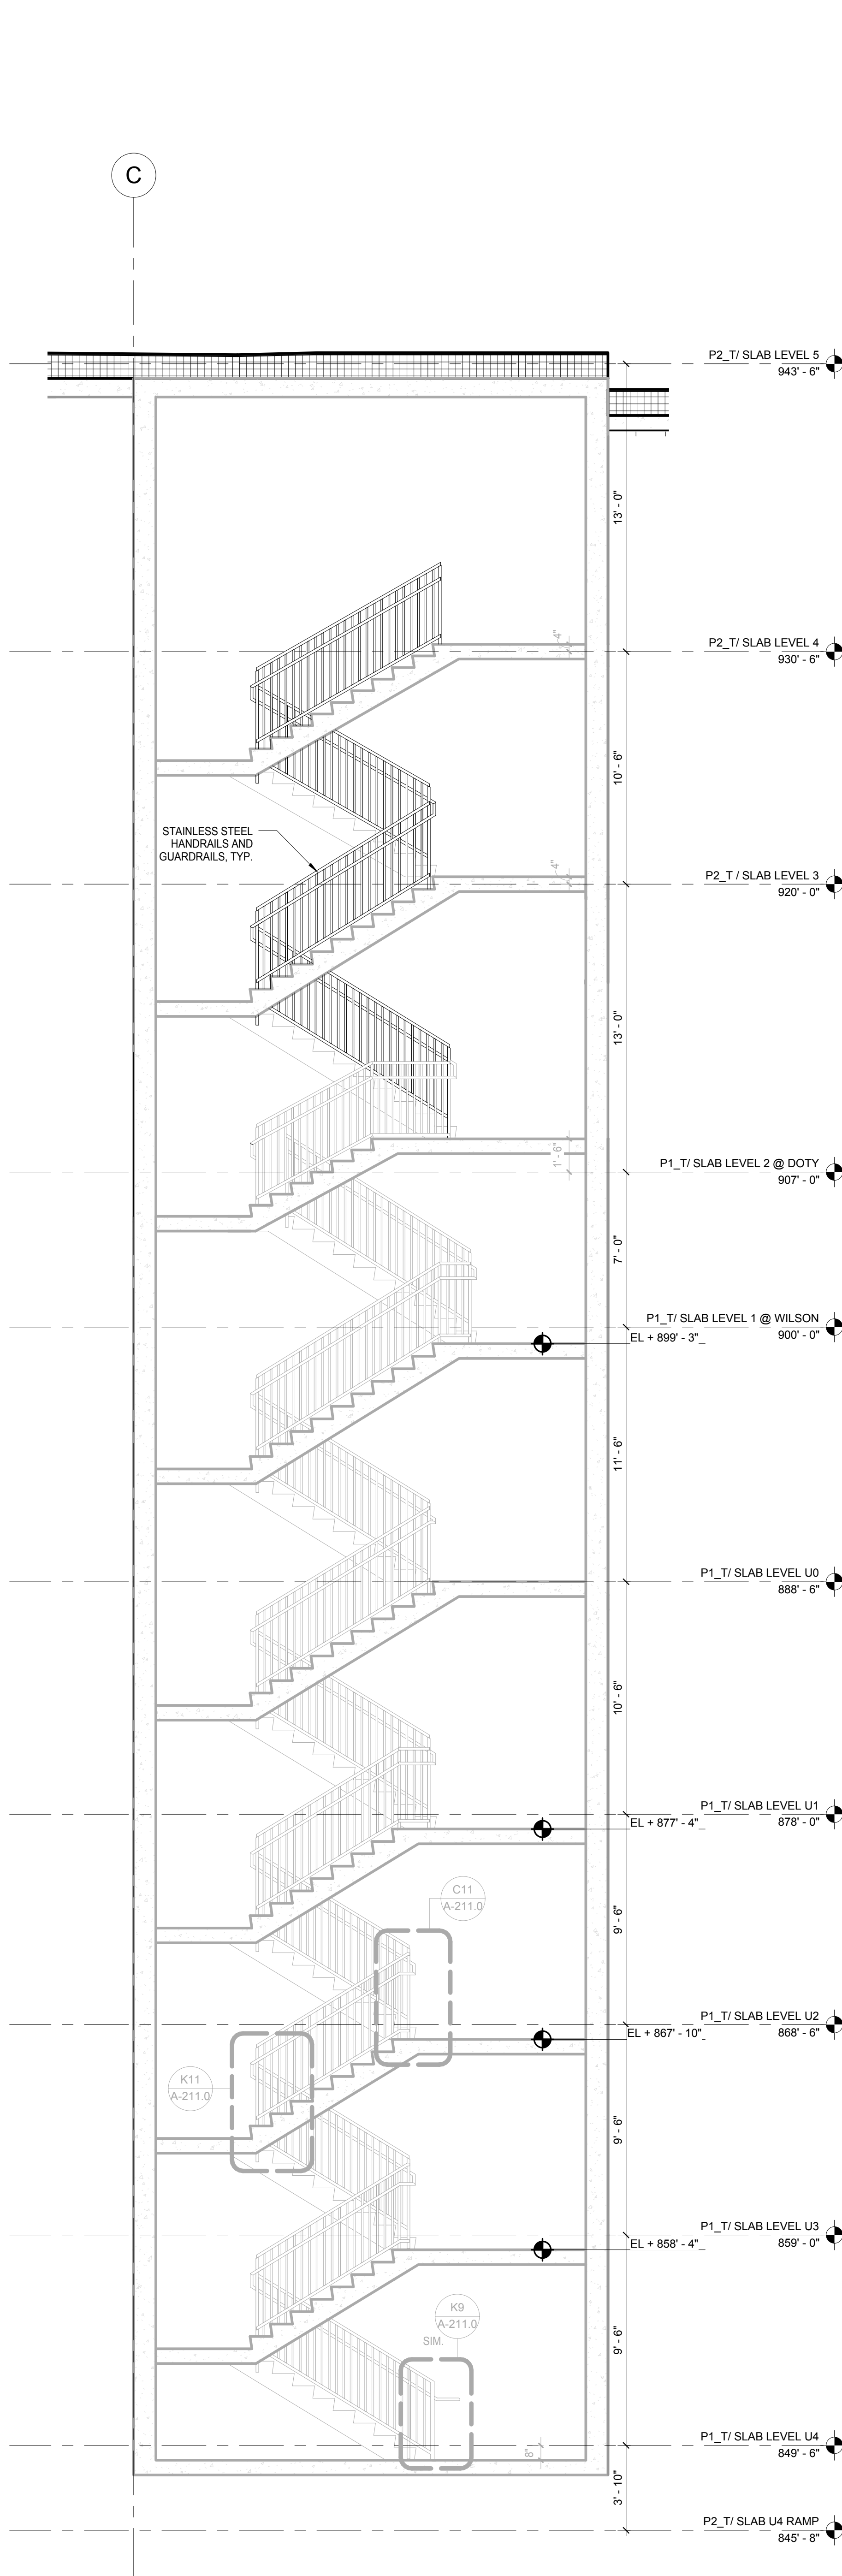 C
P2_T/ SLAB LEVEL 5
943' - 6"
13' - 0"
4"
P2_T/ SLAB LEVEL 4
930' - 6"
10' - 6"
STAINLESS STEEL
HANDRAILS AND
GUARDRAILS, TYP.
4"
P2_T / SLAB LEVEL 3
920' - 0"
13' - 0"
1' - 6"
P1_T/ SLAB LEVEL 2 @ DOTY
907' - 0"
7' - 0"
P1_T/ SLAB LEVEL 1 @ WILSON
900' - 0"
EL + 899' - 3"
11' - 6"
P1_T/ SLAB LEVEL U0
888' - 6"
10' - 6"
P1_T/ SLAB LEVEL U1
878' - 0"
EL + 877' - 4"
C11
A-211.0
9' - 6"
P1_T/ SLAB LEVEL U2
868' - 6"
EL + 867' - 10"
K11
A-211.0
9' - 6"
P1_T/ SLAB LEVEL U3
859' - 0"
EL + 858' - 4"
K9
A-211.0
SIM.
9' - 6"
8"
P1_T/ SLAB LEVEL U4
849' - 6"
3' - 10"
P2_T/ SLAB U4 RAMP
845' - 8"